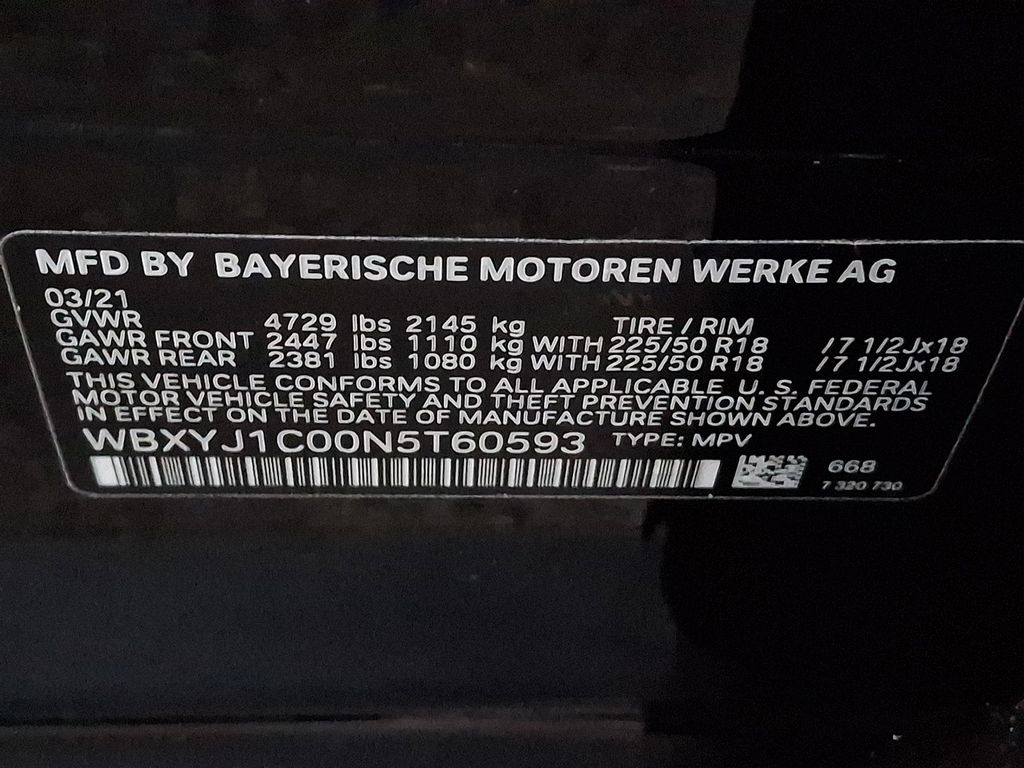 MFD BY BAYERISCHE MOTOREN WERKE AG
03/21
GVWR 4729 lbs 2145 kg TIRE / RIM
GAWR FRONT 2447 lbs 1110 kg WITH 225/50 R18 /7 1/2Jx18
GAWR REAR 2381 lbs 1080 kg WITH 225/50 R18 /7 1/2Jx18
THIS VEHICLE CONFORMS TO ALL APPLICABLE U. S. FEDERAL
MOTOR VEHICLE SAFETY AND THEFT PREVENTION STANDARDS
IN EFFECT ON THE DATE OF MANUFACTURE SHOWN ABOVE.
WBXYJ1C00N5T60593 TYPE: MPV
668
7 320 730